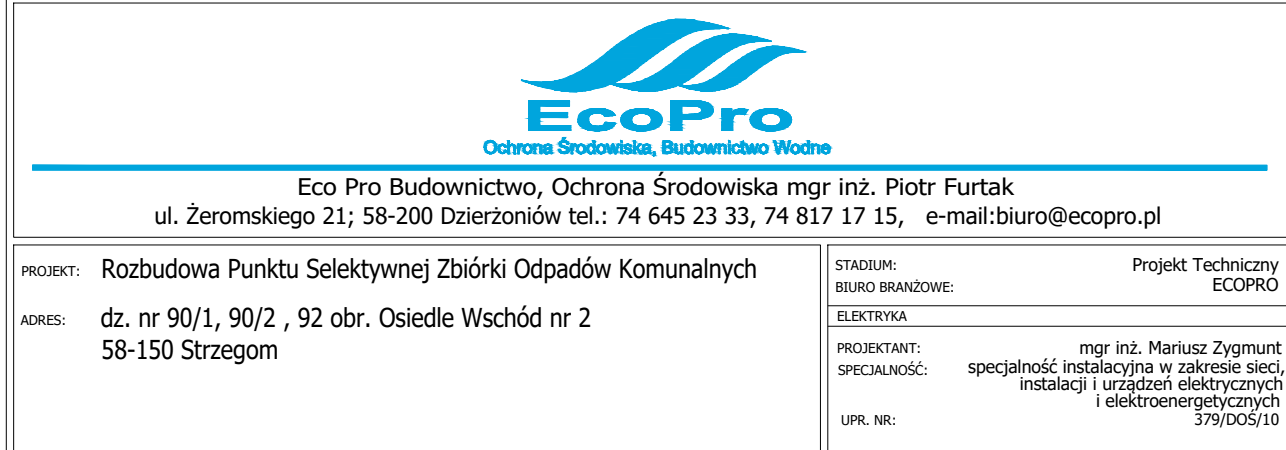 EcoPro
Ochrona Środowiska, Budownictwo Wodne
Eco Pro Budownictwo, Ochrona Środowiska mgr inż. Piotr Furtak
ul. Żeromskiego 21; 58-200 Dzierżoniów tel.: 74 645 23 33, 74 817 17 15, e-mail:biuro@ecopro.pl
PROJEKT: Rozbudowa Punktu Selektywnej Zbiórki Odpadów Komunalnych
ADRES: dz. nr 90/1, 90/2 , 92 obr. Osiedle Wschód nr 2
58-150 Strzegom
STADIUM: Projekt Techniczny
BIURO BRANŻOWE: ECOPRO
ELEKTRYKA
PROJEKTANT: mgr inż. Mariusz Zygmunt
SPECJALNOŚĆ: specjalność instalacyjna w zakresie sieci,
instalacji i urządzeń elektrycznych
i elektroenergetycznych
UPR. NR: 379/DOŚ/10